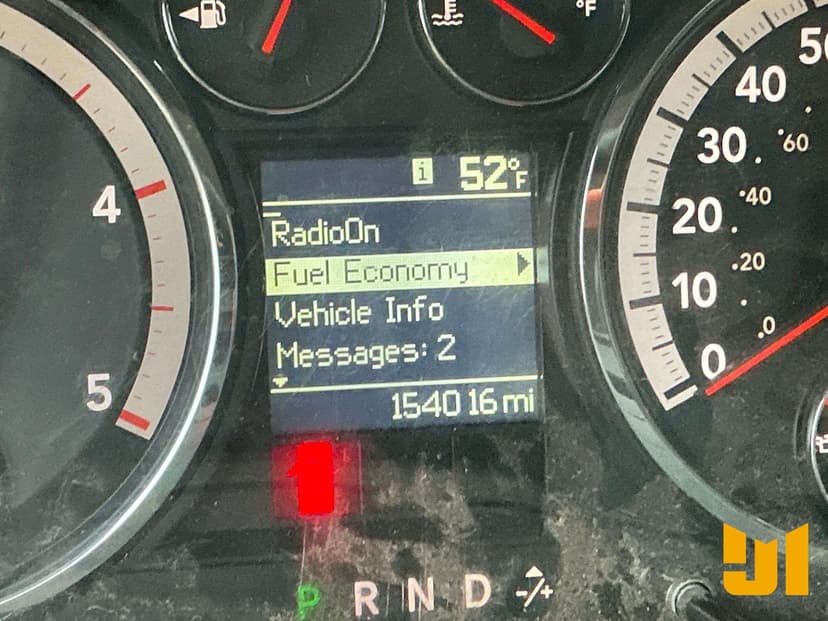 °F
50
40
4
30
60
20
40
10
20
0
0
5
i 52°F
RadioOn
Fuel Economy
Vehicle Info
Messages: 2
154016 mi
P R N D -/+